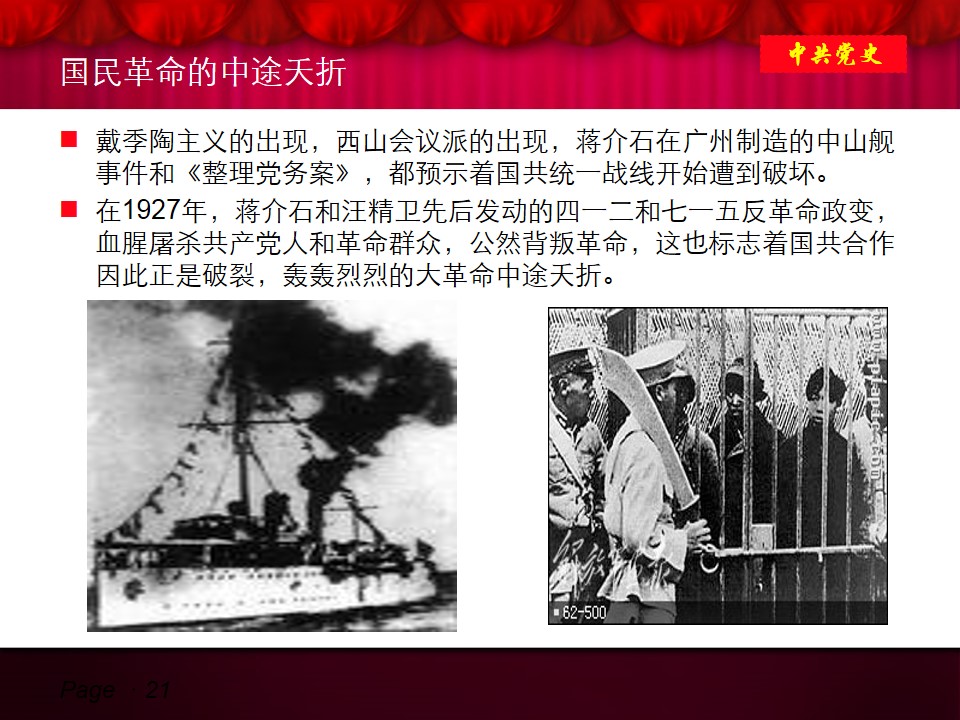 国民革命的中途夭折
中共党史
戴季陶主义的出现，西山会议派的出现，蒋介石在广州制造的中山舰
事件和《整理党务案》，都预示着国共统一战线开始遭到破坏。
在1927年，蒋介石和汪精卫先后发动的四一二和七一五反革命政变，
血腥屠杀共产党人和革命群众，公然背叛革命，这也标志着国共合作
因此正是破裂，轰轰烈烈的大革命中途夭折。
www.plapic.com
62-500
Page 21